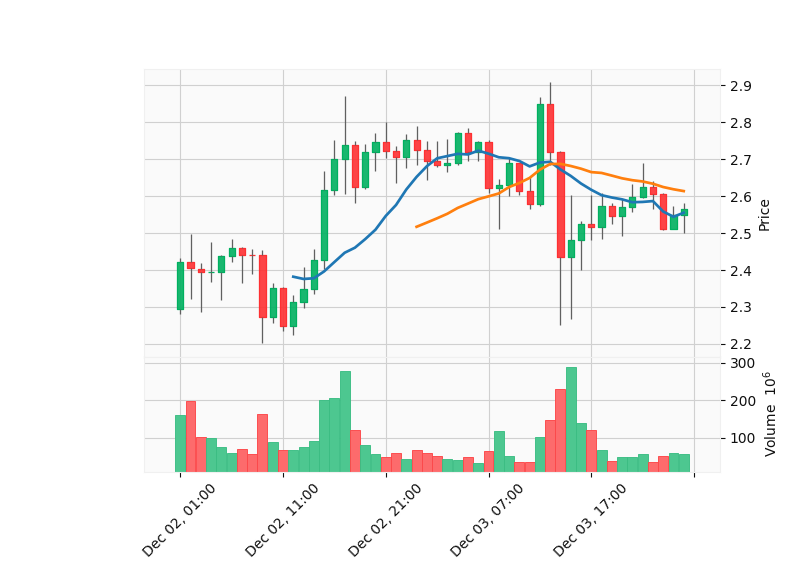 2.9
2.8
2.7
2.6
2.5
2.4
2.3
2.2
Price
300
200
100
Volume 10^6
Dec 02, 01:00
Dec 02, 11:00
Dec 02, 21:00
Dec 03, 07:00
Dec 03, 17:00